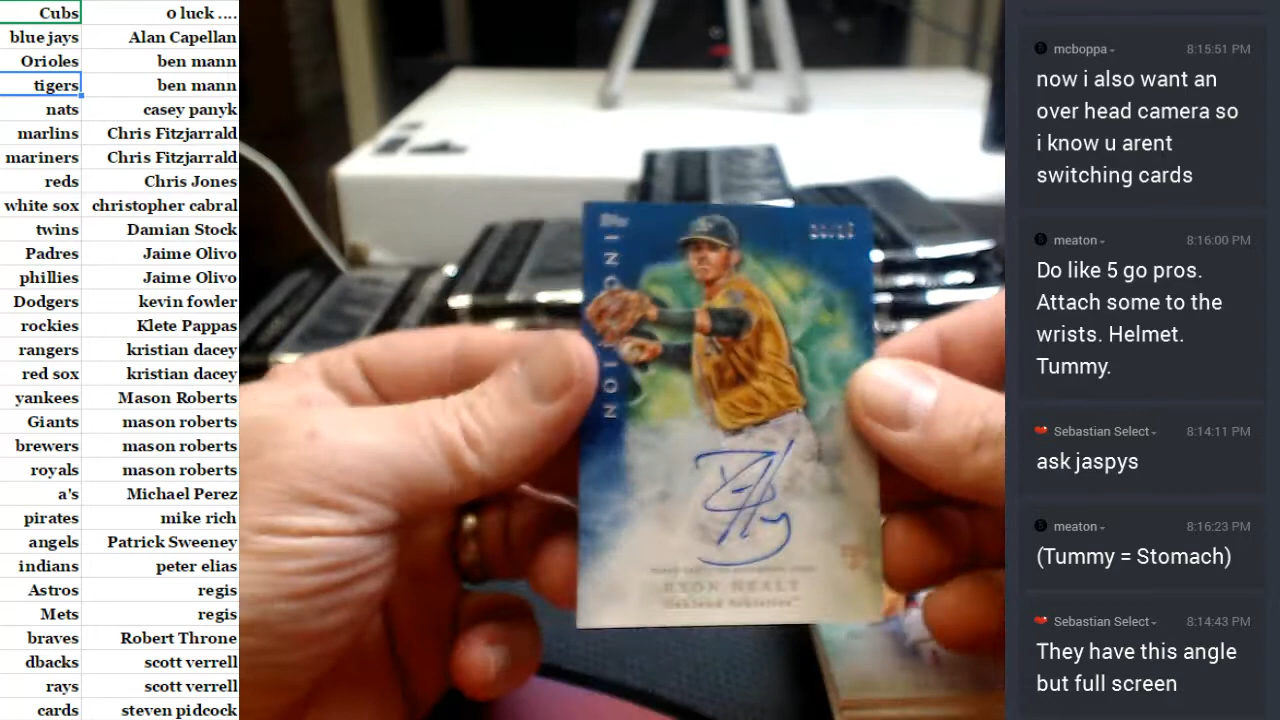 Cubs 0 luck ....
blue jays Alan Capellan
Orioles ben mann
tigers ben mann
nats casey panyk
marlins Chris Fitzjarrald
mariners Chris Fitzjarrald
reds Chris Jones
white sox christopher cabral
twins Damian Stock
Padres Jaime Olivo
phillies Jaime Olivo
Dodgers kevin fowler
rockies Klete Pappas
rangers kristian dacey
red sox kristian dacey
yankees Mason Roberts
Giants mason roberts
brewers mason roberts
royals mason roberts
a's Michael Perez
pirates mike rich
angels Patrick Sweeney
indians peter elias
Astros regis
Mets regis
braves Robert Throne
dbacks scott verrell
rays scott verrell
cards steven pidcock
Topps
INCEPTION
RYON HEALY
Oakland Athletics™
mcboppa 8:15:51 PM
now i also want an
over head camera so
i know u arent
switching cards
meaton 8:16:00 PM
Do like 5 go pros.
Attach some to the
wrists. Helmet.
Tummy.
Sebastian Select 8:14:11 PM
ask jaspys
meaton 8:16:23 PM
(Tummy = Stomach)
Sebastian Select 8:14:43 PM
They have this angle
but full screen